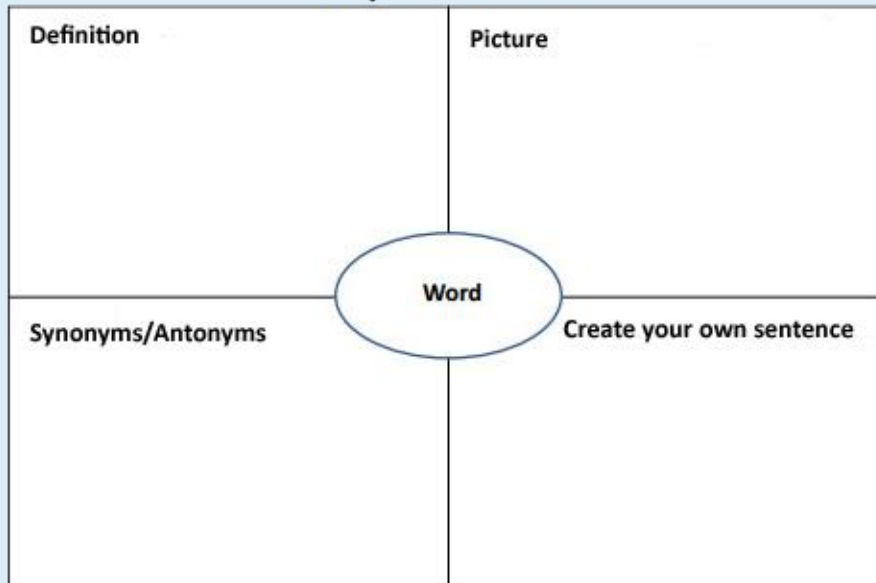 Definition
Picture
Word
Synonyms/Antonyms
Create your own sentence